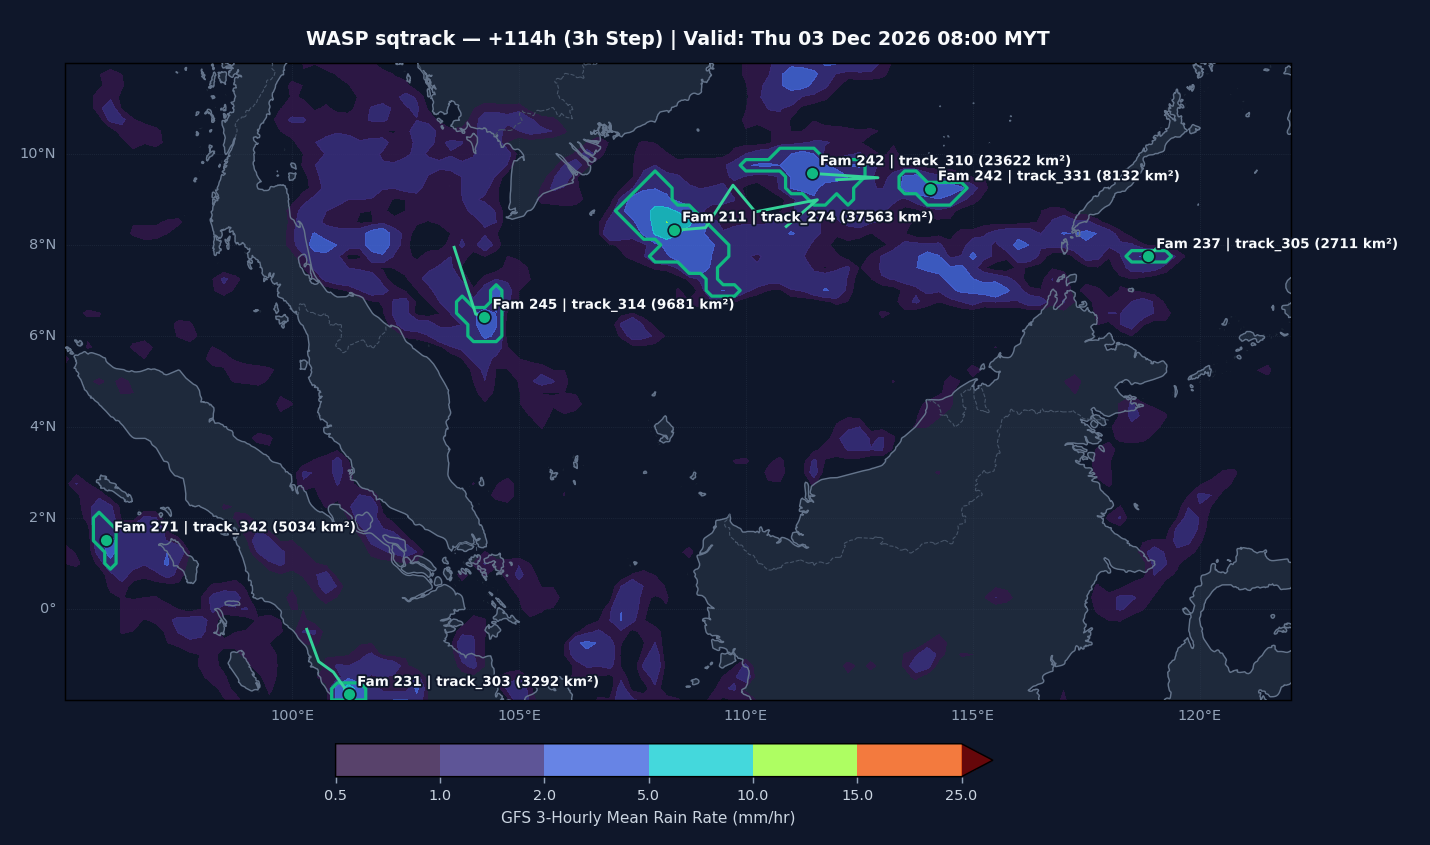 WASP sqtrack — +114h (3h Step) | Valid: Thu 03 Dec 2026 08:00 MYT
10°N
8°N
6°N
4°N
2°N
0°
Fam 242 | track_310 (23622 km²)
Fam 242 | track_331 (8132 km²)
Fam 211 | track_274 (37563 km²)
Fam 237 | track_305 (2711 km²)
Fam 245 | track_314 (9681 km²)
Fam 271 | track_342 (5034 km²)
Fam 231 | track_303 (3292 km²)
100°E 105°E 110°E 115°E 120°E
0.5 1.0 2.0 5.0 10.0 15.0 25.0
GFS 3-Hourly Mean Rain Rate (mm/hr)